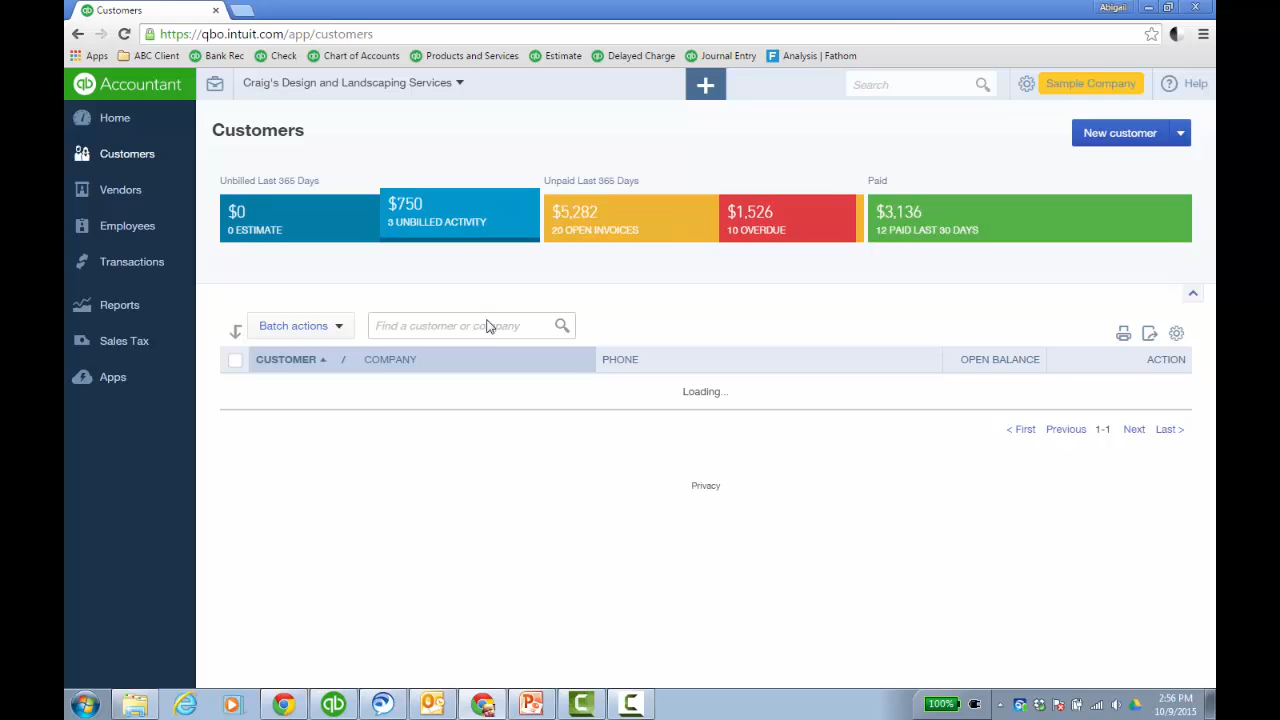 Customers
Abigail
https://qbo.intuit.com/app/customers
Apps ABC Client Bank Rec Check Chart of Accounts Products and Services Estimate Delayed Charge Journal Entry Analysis | Fathom
qb Accountant Craig's Design and Landscaping Services + Search Sample Company ? Help
Home
Customers
Vendors
Employees
Transactions
Reports
Sales Tax
Apps
Customers
New customer
Unbilled Last 365 Days Unpaid Last 365 Days Paid
$0 $750 $5,282 $1,526 $3,136
0 ESTIMATE 3 UNBILLED ACTIVITY 20 OPEN INVOICES 10 OVERDUE 12 PAID LAST 30 DAYS
Batch actions Find a customer or company
CUSTOMER / COMPANY PHONE OPEN BALANCE ACTION
Loading...
< First Previous 1-1 Next Last >
Privacy
100%
2:56 PM
10/9/2015